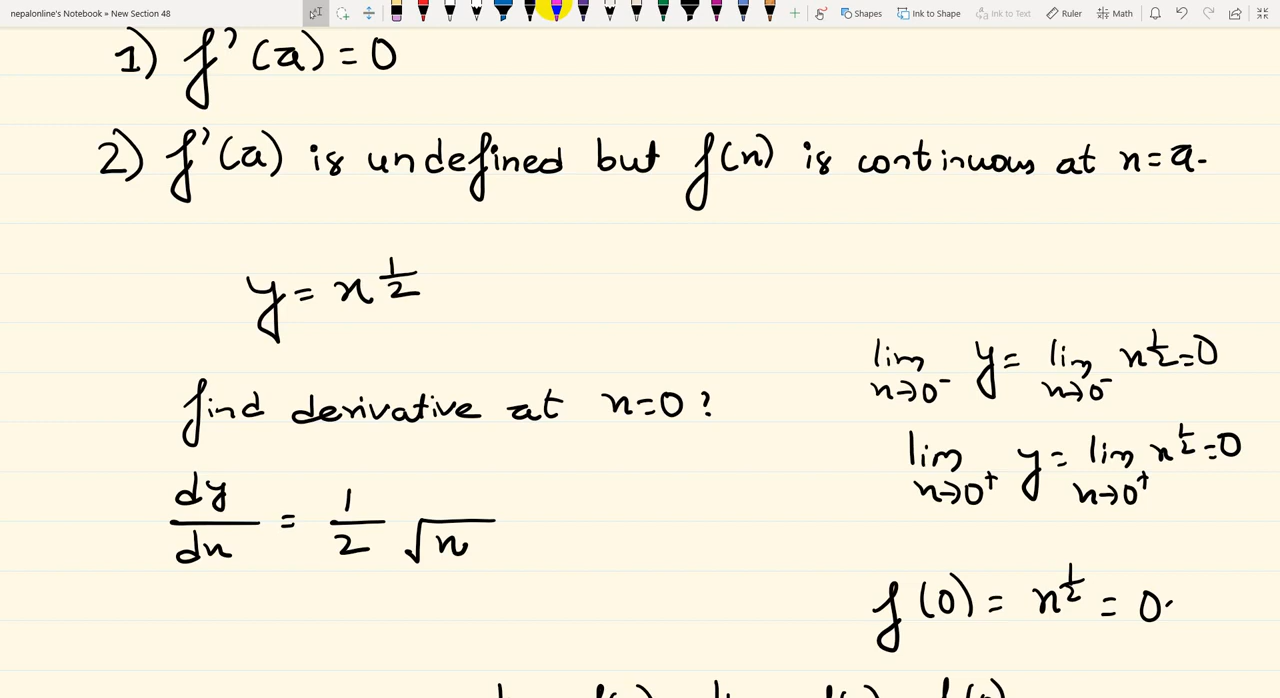 nepalonline's Notebook » New Section 48
Shapes Ink to Shape Ink to Text Ruler Math
1) f'(a) = 0
2) f'(a) is undefined but f(n) is continuous at n=a.
y = n^{1/2}
find derivative at n=0?
lim_{n→0⁻} y = lim_{n→0⁻} n^{1/2} = 0
lim_{n→0⁺} y = lim_{n→0⁺} n^{1/2} = 0
dy/dn = 1/2 √n
f(0) = n^{1/2} = 0.